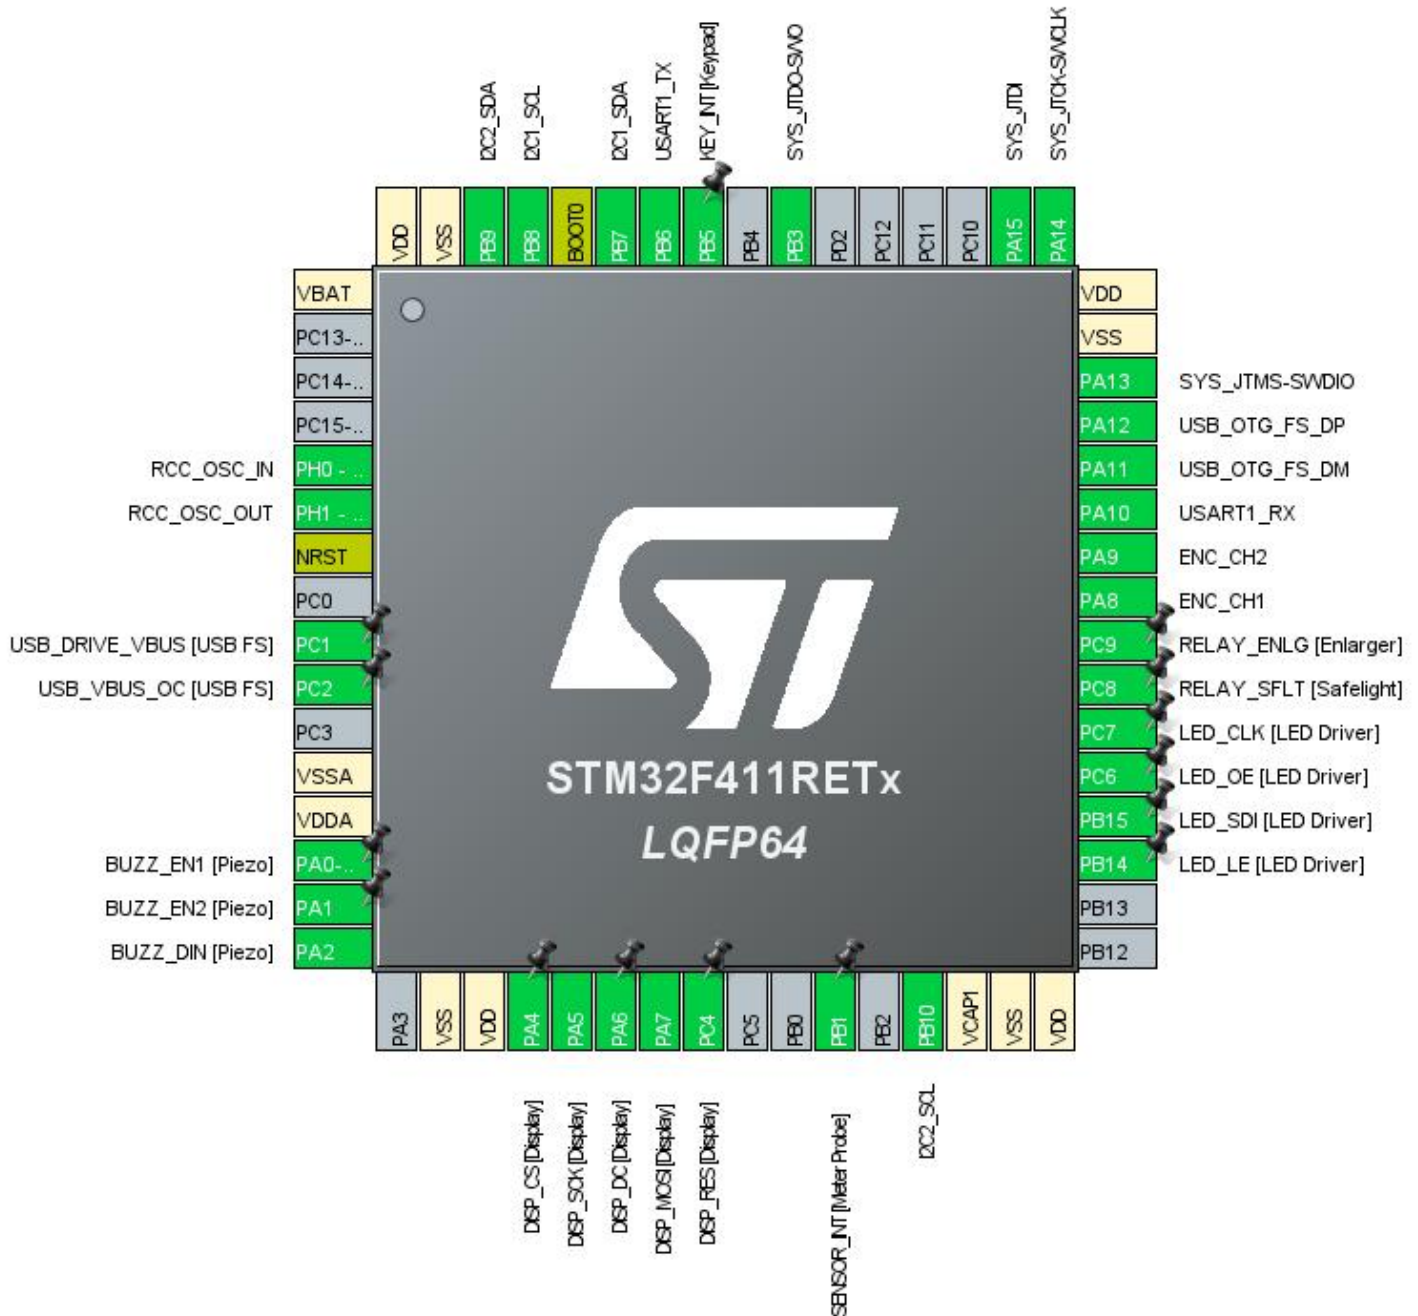 I2C2_SDA
I2C1_SCL
I2C1_SDA
USART1_TX
KEY_INT [Keypad]
SYS_JTDO-SWO
SYS_JTDI
SYS_JTCK-SWCLK
VDD
VSS
PB9
PB8
BOOT0
PB7
PB6
PB5
PB4
PB3
PD2
PC12
PC11
PC10
PA15
PA14
VBAT
PC13-..
PC14-..
PC15-..
RCC_OSC_IN PH0 - ..
RCC_OSC_OUT PH1 - ..
NRST
PC0
USB_DRIVE_VBUS [USB FS] PC1
USB_VBUS_OC [USB FS] PC2
PC3
VSSA
VDDA
BUZZ_EN1 [Piezo] PA0-..
BUZZ_EN2 [Piezo] PA1
BUZZ_DIN [Piezo] PA2
ST
STM32F411RETx
LQFP64
VDD
VSS
PA13 SYS_JTMS-SWDIO
PA12 USB_OTG_FS_DP
PA11 USB_OTG_FS_DM
PA10 USART1_RX
PA9 ENC_CH2
PA8 ENC_CH1
PC9 RELAY_ENLG [Enlarger]
PC8 RELAY_SFLT [Safelight]
PC7 LED_CLK [LED Driver]
PC6 LED_OE [LED Driver]
PB15 LED_SDI [LED Driver]
PB14 LED_LE [LED Driver]
PB13
PB12
PA3
VSS
VDD
PA4
PA5
PA6
PA7
PC4
PC5
PB0
PB1
PB2
PB10
VCAP1
VSS
VDD
DISP_CS [Display]
DISP_SCK [Display]
DISP_DC [Display]
DISP_MOSI [Display]
DISP_RES [Display]
SENSOR_INT [Meter Probe]
I2C2_SCL